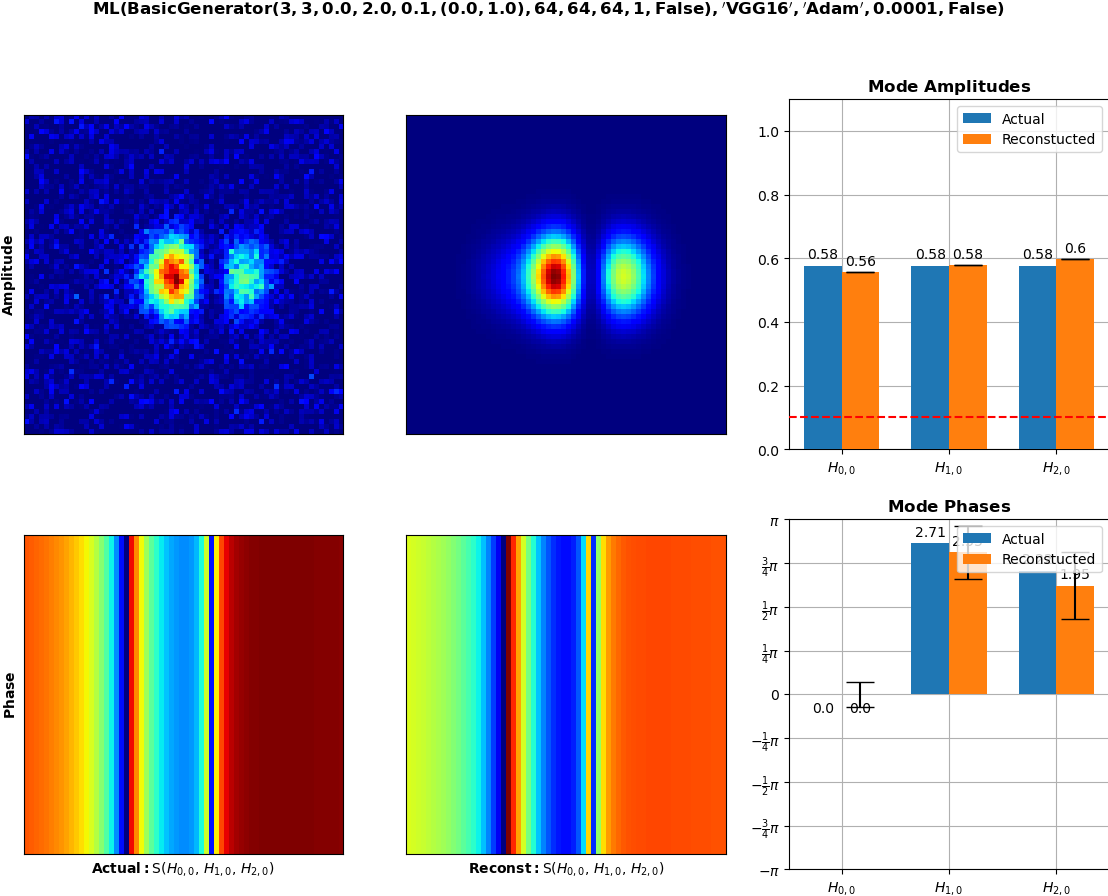 ML(BasicGenerator(3, 3, 0.0, 2.0, 0.1, (0.0, 1.0), 64, 64, 64, 1, False), 'VGG16', 'Adam', 0.0001, False)
Amplitude
Mode Amplitudes
Actual
Reconstucted
1.0
0.8
0.6
0.4
0.2
0.0
0.58
0.56
0.58
0.58
0.58
0.6
H0,0
H1,0
H2,0
Phase
Actual: S(H0,0, H1,0, H2,0)
Reconst: S(H0,0, H1,0, H2,0)
Mode Phases
Actual
Reconstucted
π
3/4π
1/2π
1/4π
0
−1/4π
−1/2π
−3/4π
−π
0.0
0.0
2.71
1.95
H0,0
H1,0
H2,0